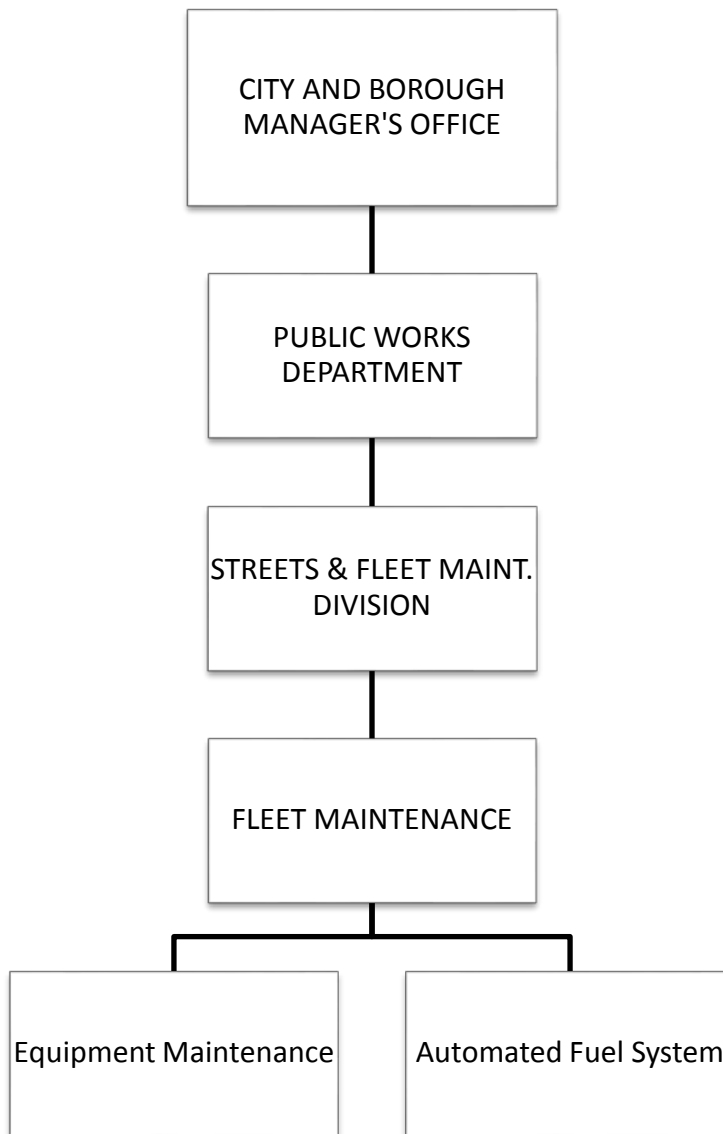 CITY AND BOROUGH
MANAGER'S OFFICE
PUBLIC WORKS
DEPARTMENT
STREETS & FLEET MAINT.
DIVISION
FLEET MAINTENANCE
Equipment Maintenance
Automated Fuel System